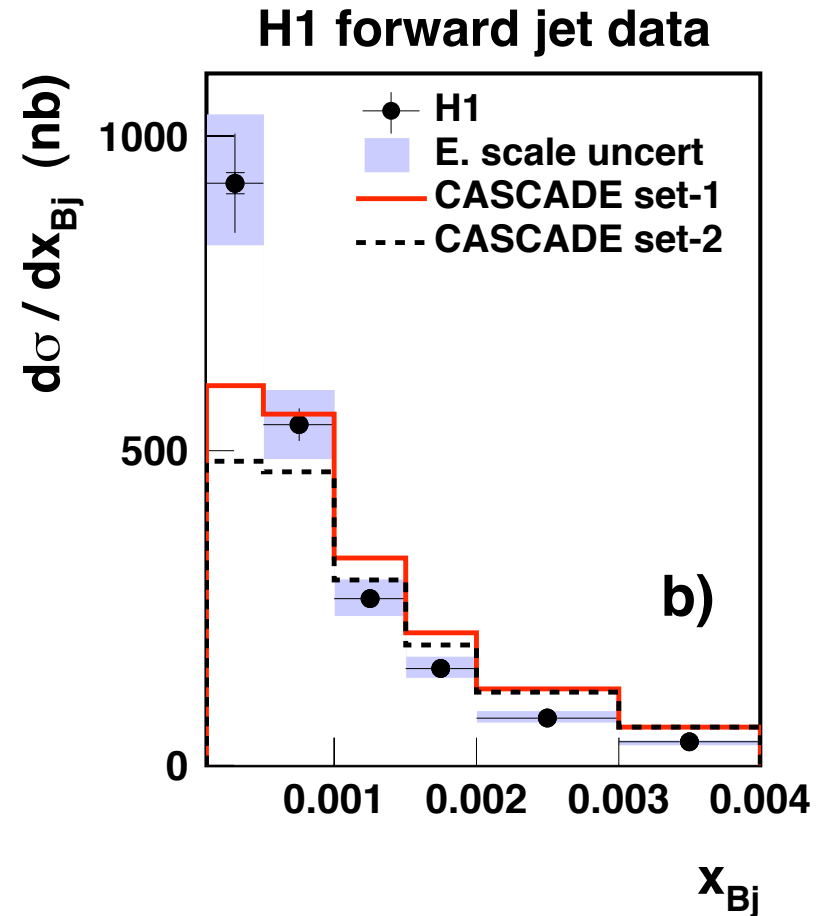 H1 forward jet data
dσ / dx_Bj (nb)
1000
500
0
H1
E. scale uncert
CASCADE set-1
CASCADE set-2
b)
0.001 0.002 0.003 0.004
x_Bj